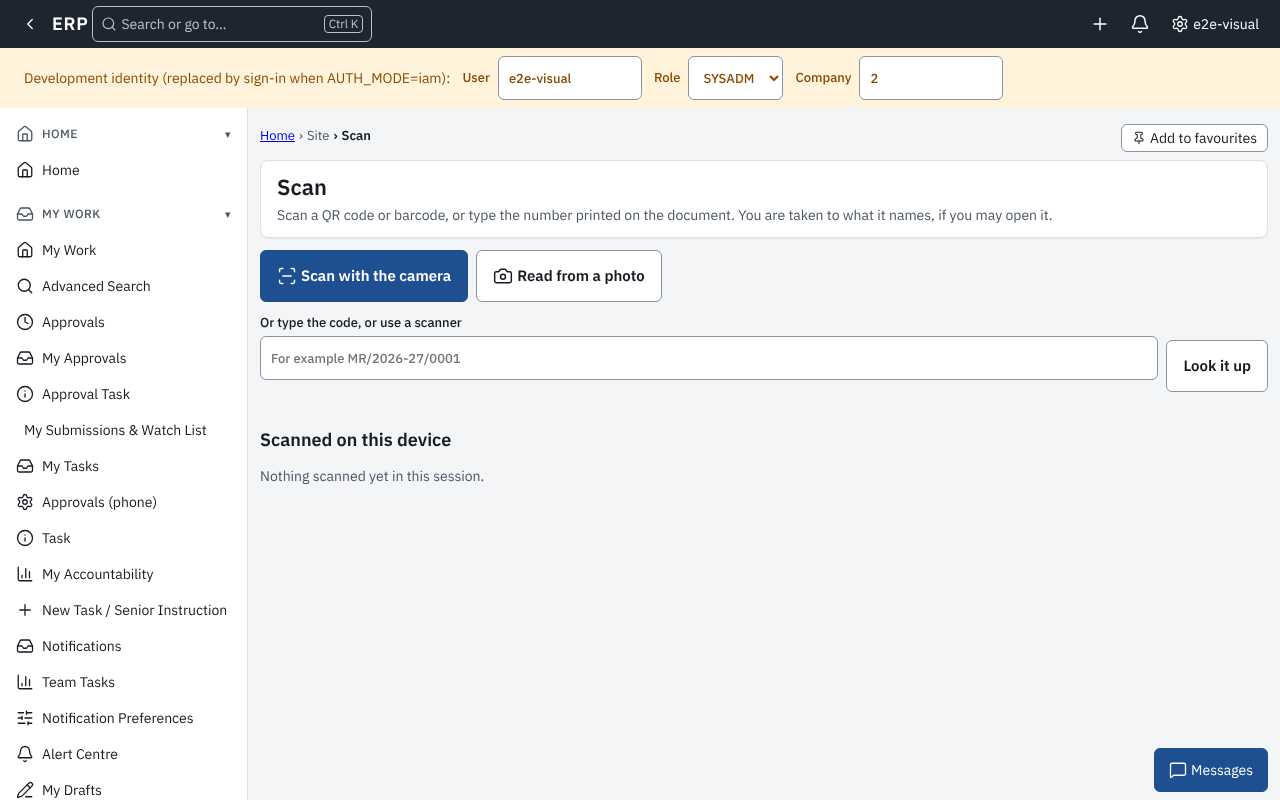 ERP
Search or go to...
Ctrl K
e2e-visual
Development identity (replaced by sign-in when AUTH_MODE=iam):
User
e2e-visual
Role
SYSADM
Company
2
HOME
Home
MY WORK
My Work
Advanced Search
Approvals
My Approvals
Approval Task
My Submissions & Watch List
My Tasks
Approvals (phone)
Task
My Accountability
New Task / Senior Instruction
Notifications
Team Tasks
Notification Preferences
Alert Centre
My Drafts
Home › Site › Scan
Add to favourites
Scan
Scan a QR code or barcode, or type the number printed on the document. You are taken to what it names, if you may open it.
Scan with the camera
Read from a photo
Or type the code, or use a scanner
For example MR/2026-27/0001
Look it up
Scanned on this device
Nothing scanned yet in this session.
Messages